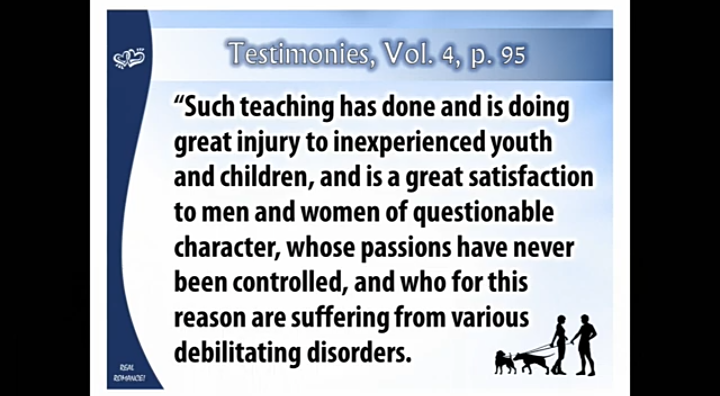 Testimonies, Vol. 4, p. 95
“Such teaching has done and is doing
great injury to inexperienced youth
and children, and is a great satisfaction
to men and women of questionable
character, whose passions have never
been controlled, and who for this
reason are suffering from various
debilitating disorders.
REAL
ROMANCE!